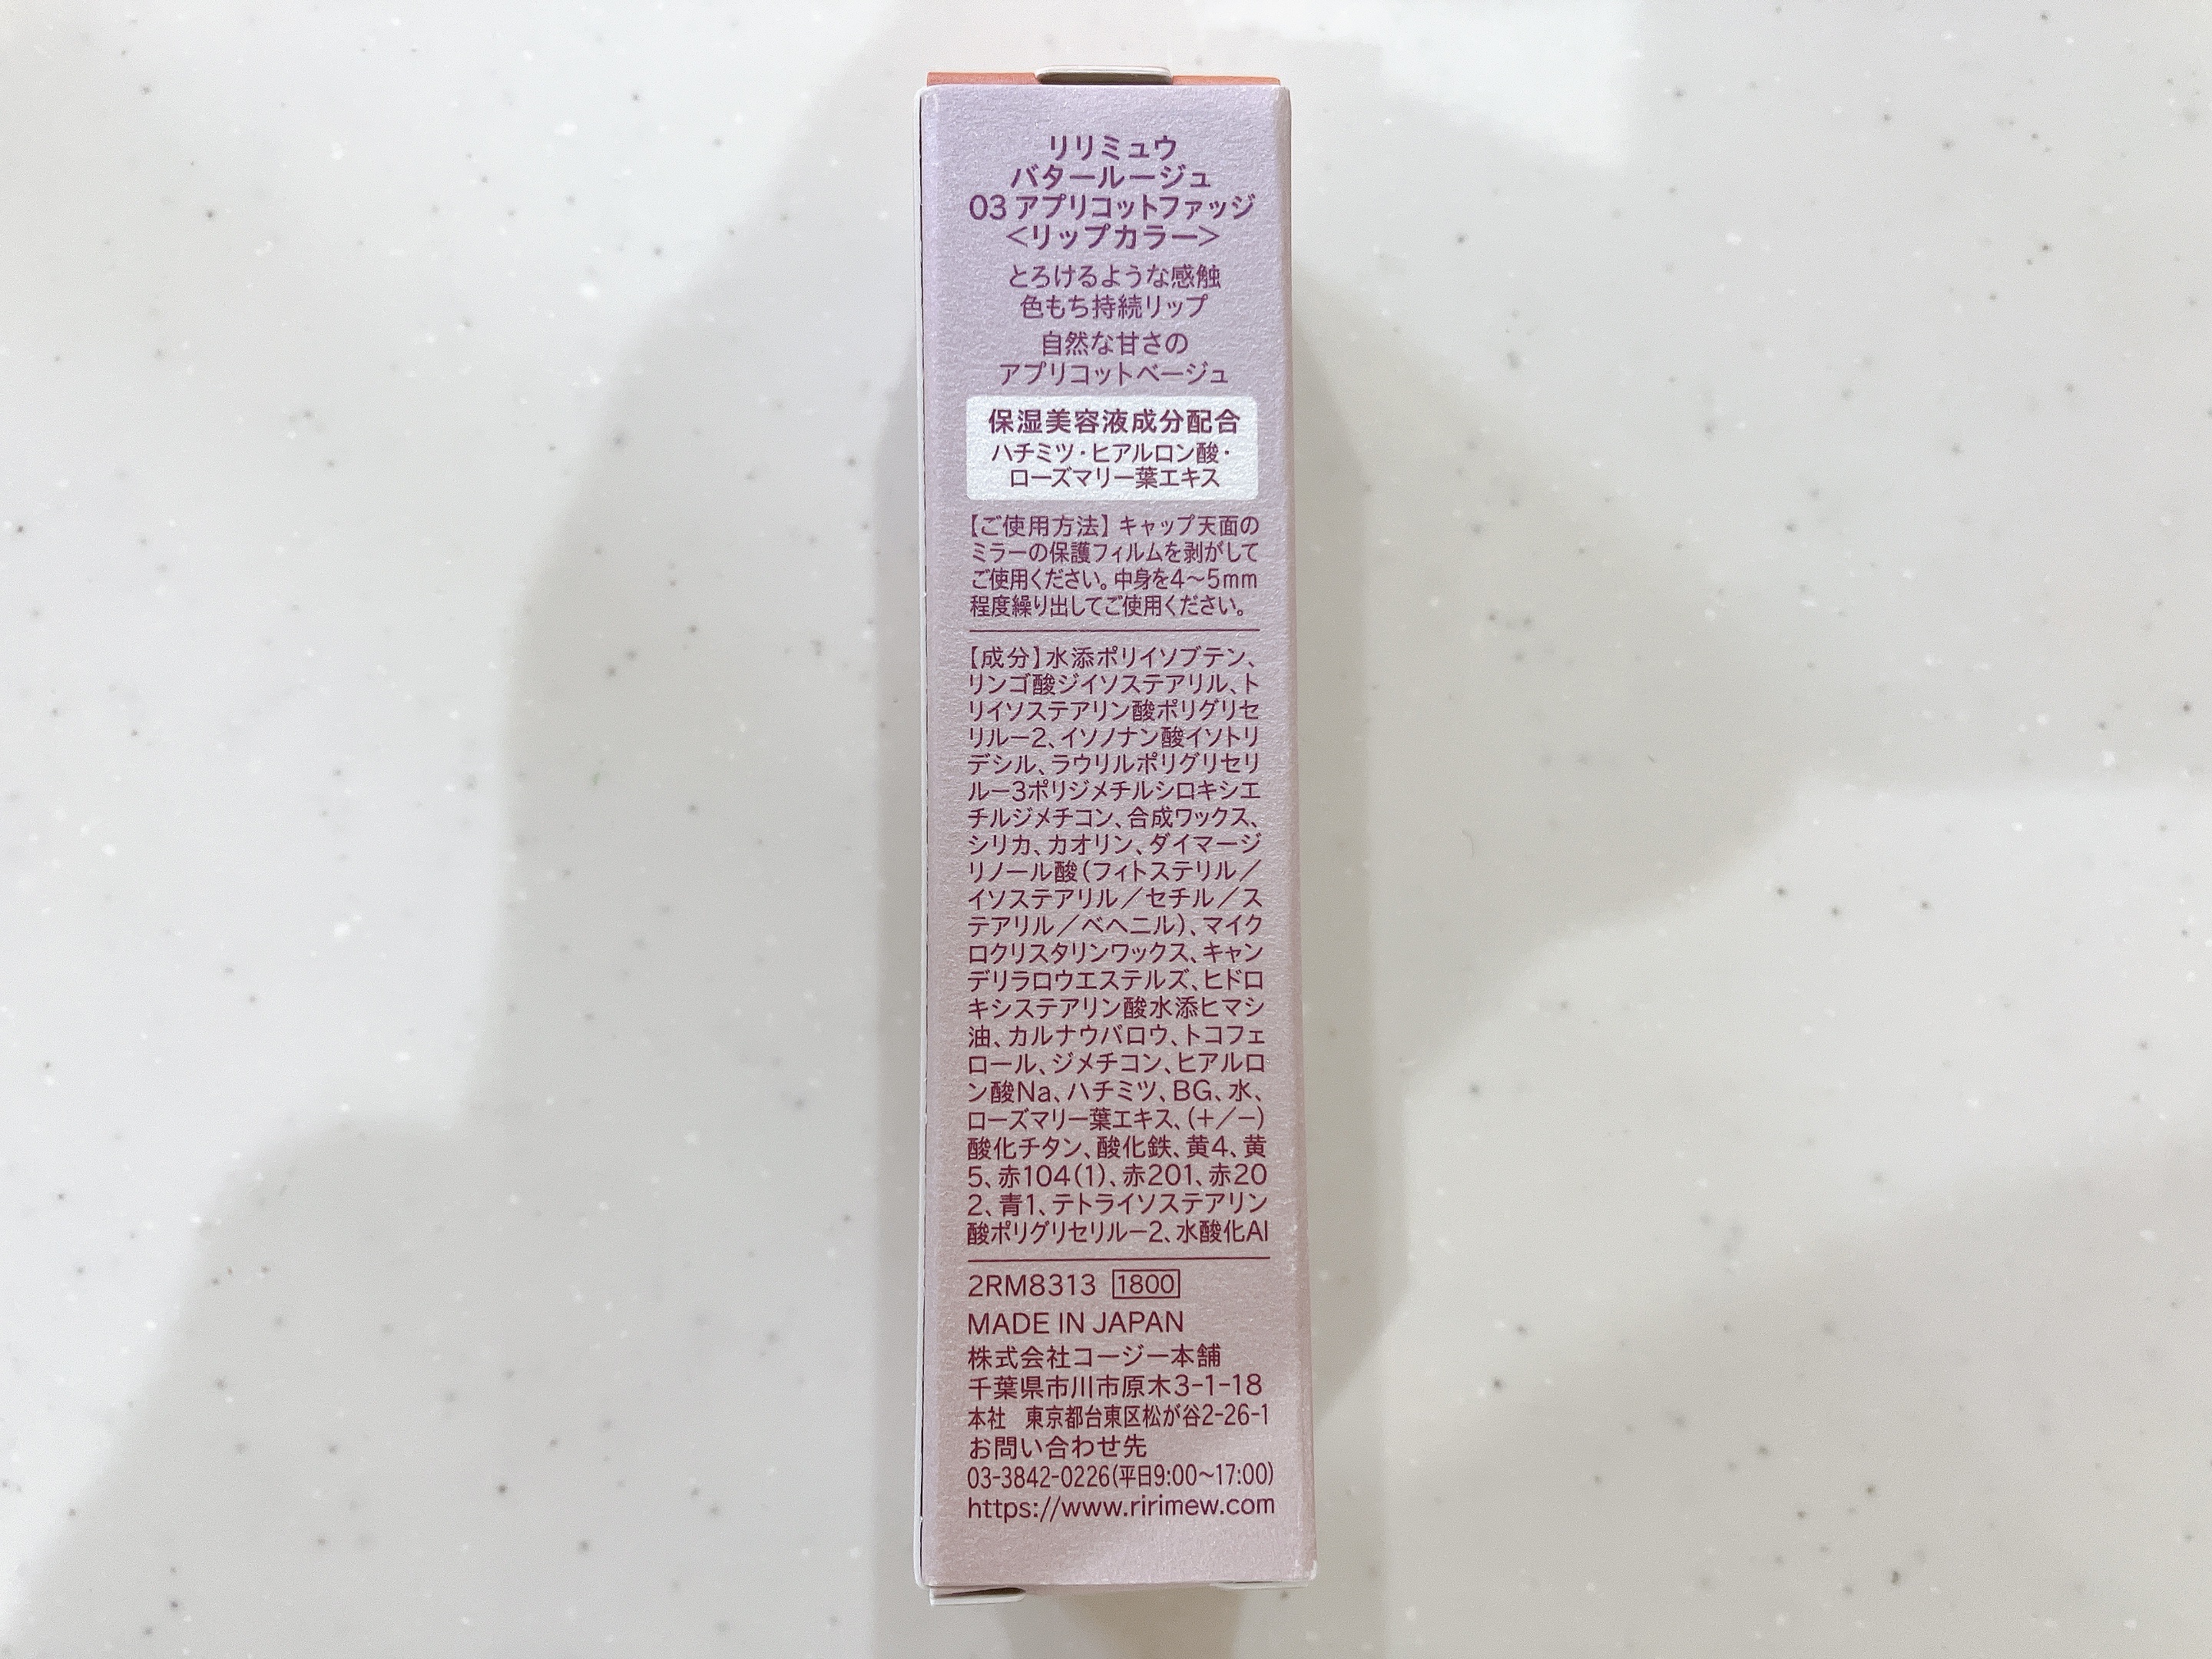 リリミュウ
バタールージュ
03 アプリコットファッジ
＜リップカラー＞
とろけるような感触
色もち持続リップ
自然な甘さの
アプリコットベージュ
保湿美容液成分配合
ハチミツ・ヒアルロン酸・
ローズマリー葉エキス
【ご使用方法】キャップ天面の
ミラーの保護フィルムを剥がして
ご使用ください。中身を4～5mm
程度繰り出してご使用ください。
【成分】水添ポリイソブテン、
リンゴ酸ジイソステアリル、ト
リイソステアリン酸ポリグリセ
リルー2、イソノナン酸イソトリ
デシル、ラウリルポリグリセリ
ルー3ポリジメチルシロキシエ
チルジメチコン、合成ワックス、
シリカ、カオリン、ダイマージ
リノール酸（フィトステリル／
イソステアリル／セチル／ス
テアリル／ベヘニル）、マイク
ロクリスタリンワックス、キャン
デリラロウエステルズ、ヒドロ
キシステアリン酸水添ヒマシ
油、カルナウバロウ、トコフェ
ロール、ジメチコン、ヒアルロ
ン酸Na、ハチミツ、BG、水、
ローズマリー葉エキス、（＋／－）
酸化チタン、酸化鉄、黄4、黄
5、赤104（1）、赤201、赤20
2、青1、テトライソステアリン
酸ポリグリセリルー2、水酸化Al
2RM8313 1800
MADE IN JAPAN
株式会社コージー本舗
千葉県市川市原木3-1-18
本社　東京都台東区松が谷2-26-1
お問い合わせ先
03-3842-0226（平日9:00～17:00）
https://www.ririmew.com